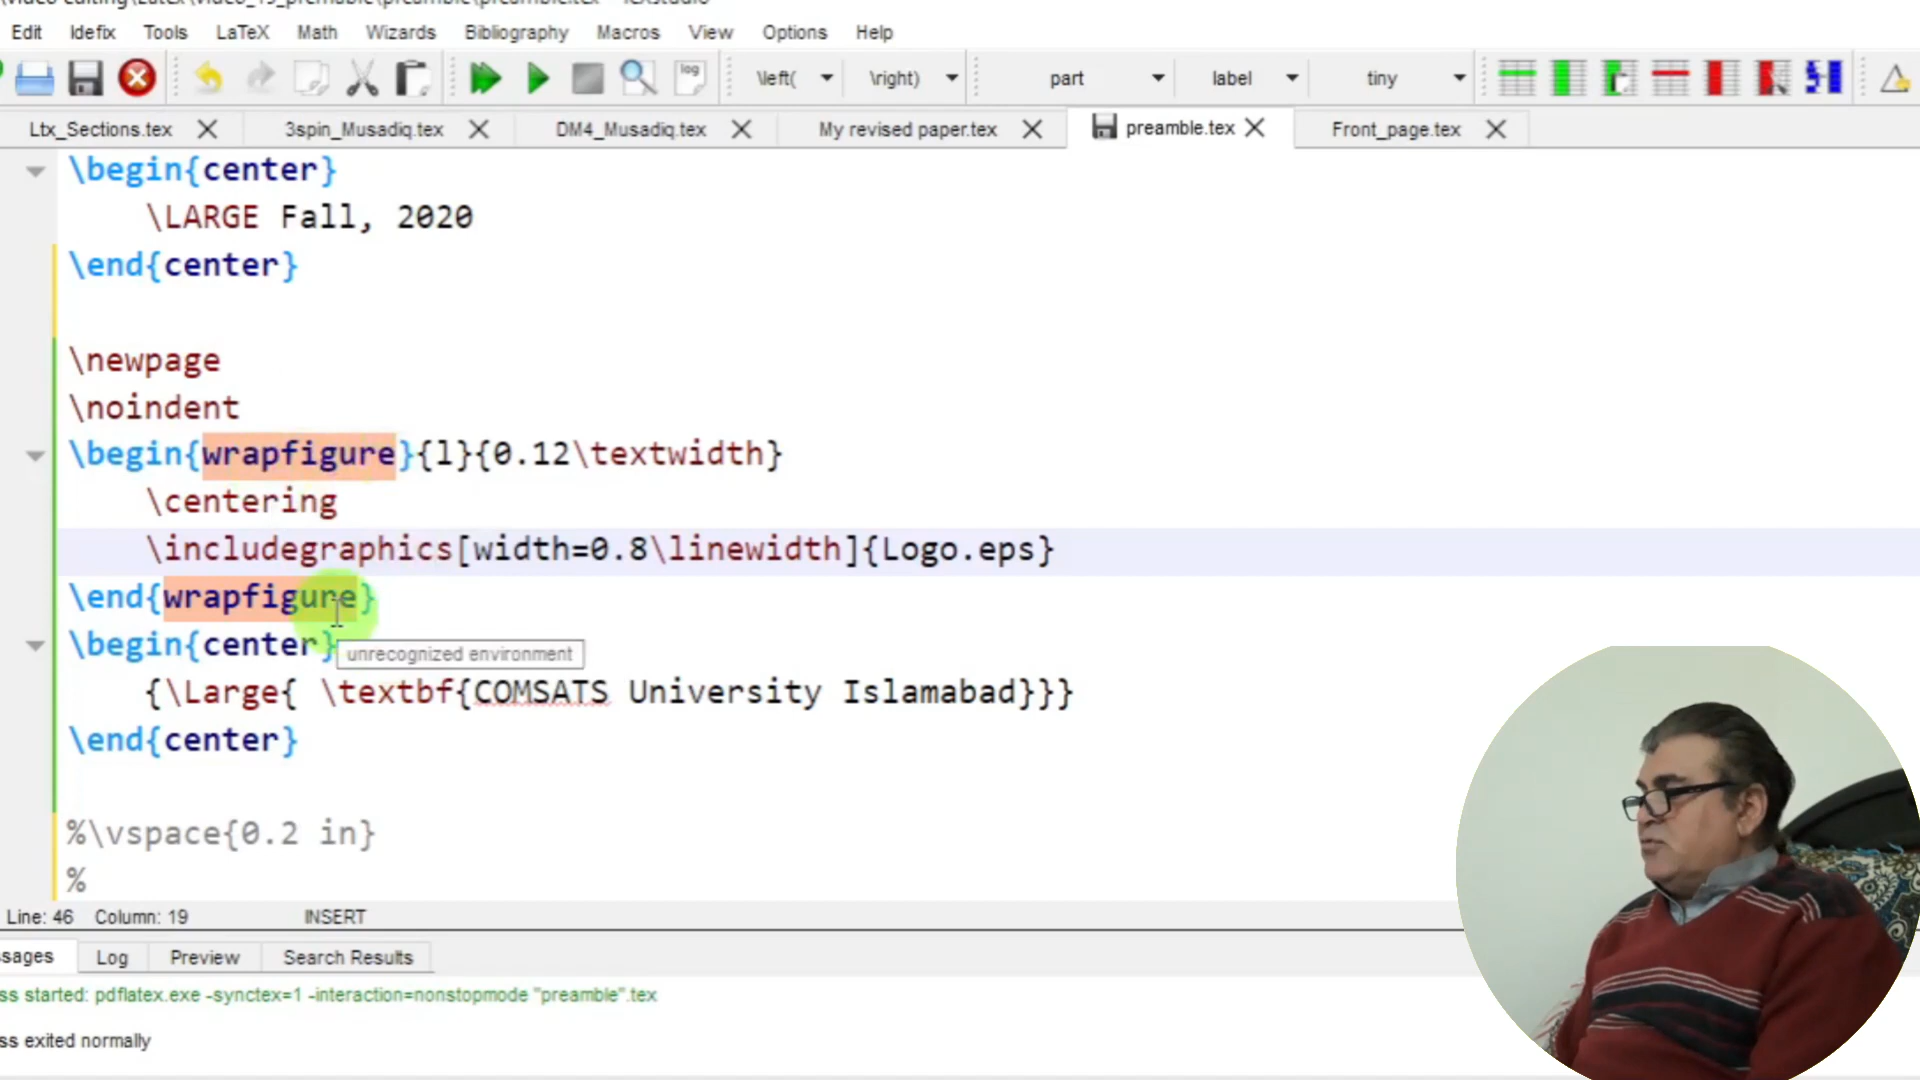 Edit Idefix Tools LaTeX Math Wizards Bibliography Macros View Options Help
log \left( \right) part label tiny
Ltx_Sections.tex 3spin_Musadiq.tex DM4_Musadiq.tex My revised paper.tex preamble.tex Front_page.tex
\begin{center}
\LARGE Fall, 2020
\end{center}
\newpage
\noindent
\begin{wrapfigure}{l}{0.12\textwidth}
\centering
\includegraphics[width=0.8\linewidth]{Logo.eps}
\end{wrapfigure}
\begin{center}
unrecognized environment
{\Large{ \textbf{COMSATS University Islamabad}}}
\end{center}
%\vspace{0.2 in}
%
Line: 46 Column: 19 INSERT
ssages Log Preview Search Results
ss started: pdflatex.exe -synctex=1 -interaction=nonstopmode "preamble".tex
ss exited normally